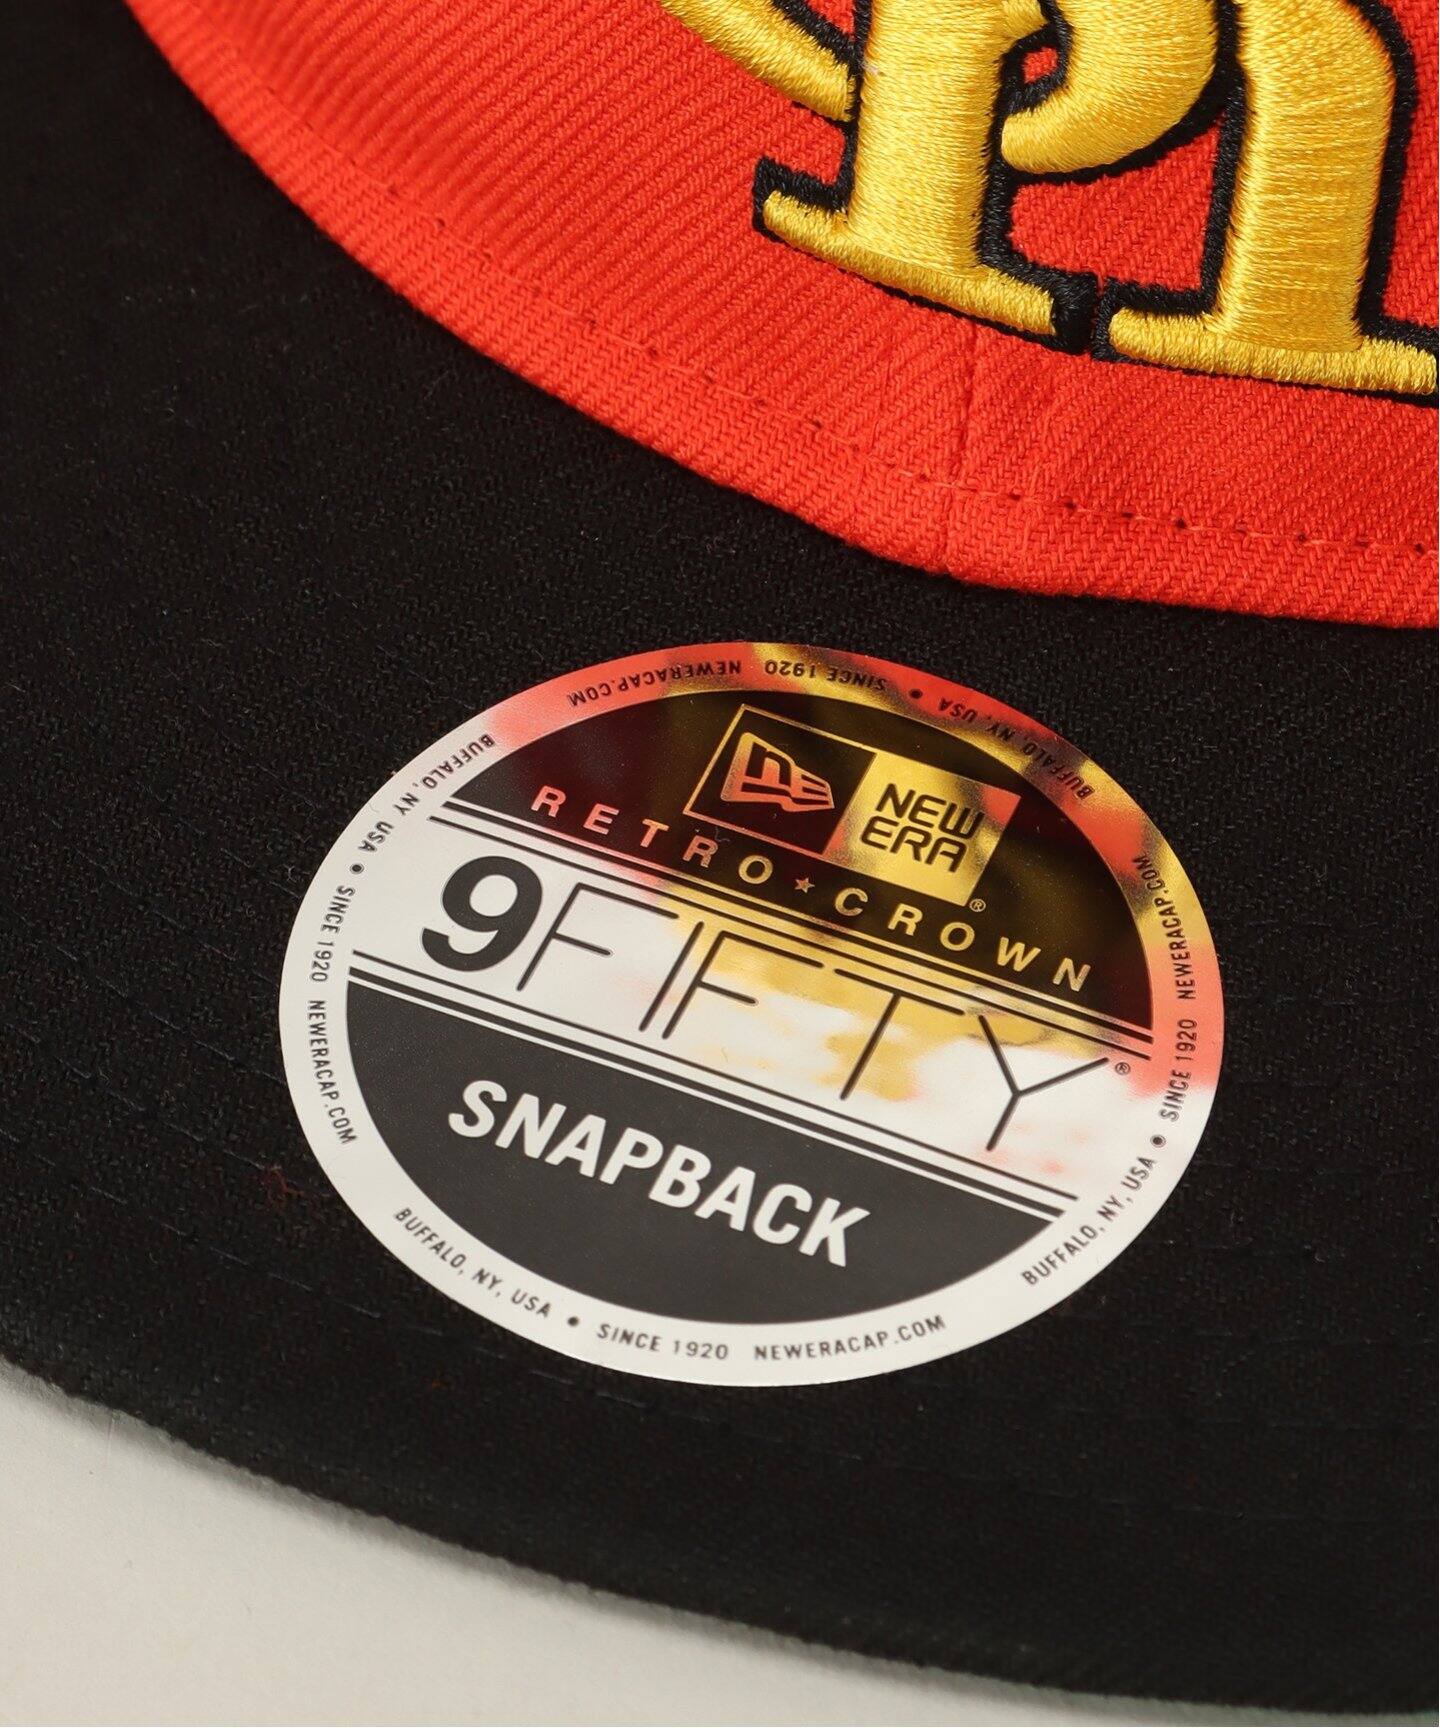 NEW
ERA®
RETRO★CROWN
9FIFTY®
SNAPBACK
BUFFALO, NY, USA • SINCE 1920 NEWERACAP.COM
BUFFALO, NY, USA • SINCE 1920 NEWERACAP.COM
BUFFALO, NY, USA • SINCE 1920 NEWERACAP.COM
BUFFALO, NY USA • SINCE 1920 NEWERACAP.COM